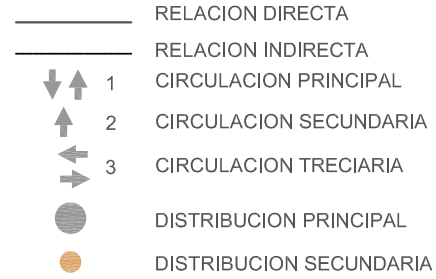 RELACION DIRECTA
RELACION INDIRECTA
1 CIRCULACION PRINCIPAL
2 CIRCULACION SECUNDARIA
3 CIRCULACION TRECIARIA
DISTRIBUCION PRINCIPAL
DISTRIBUCION SECUNDARIA